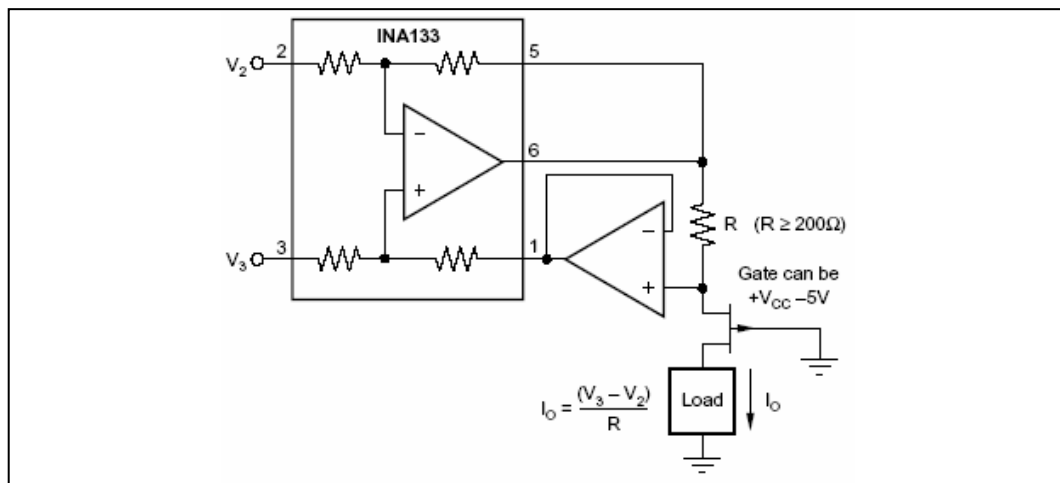 INA133
2
5
V2
6
3
1
V3
−
+
−
+
R (R ≥ 200Ω)
Gate can be
+VCC –5V
IO = (V3 – V2)
R
Load
IO